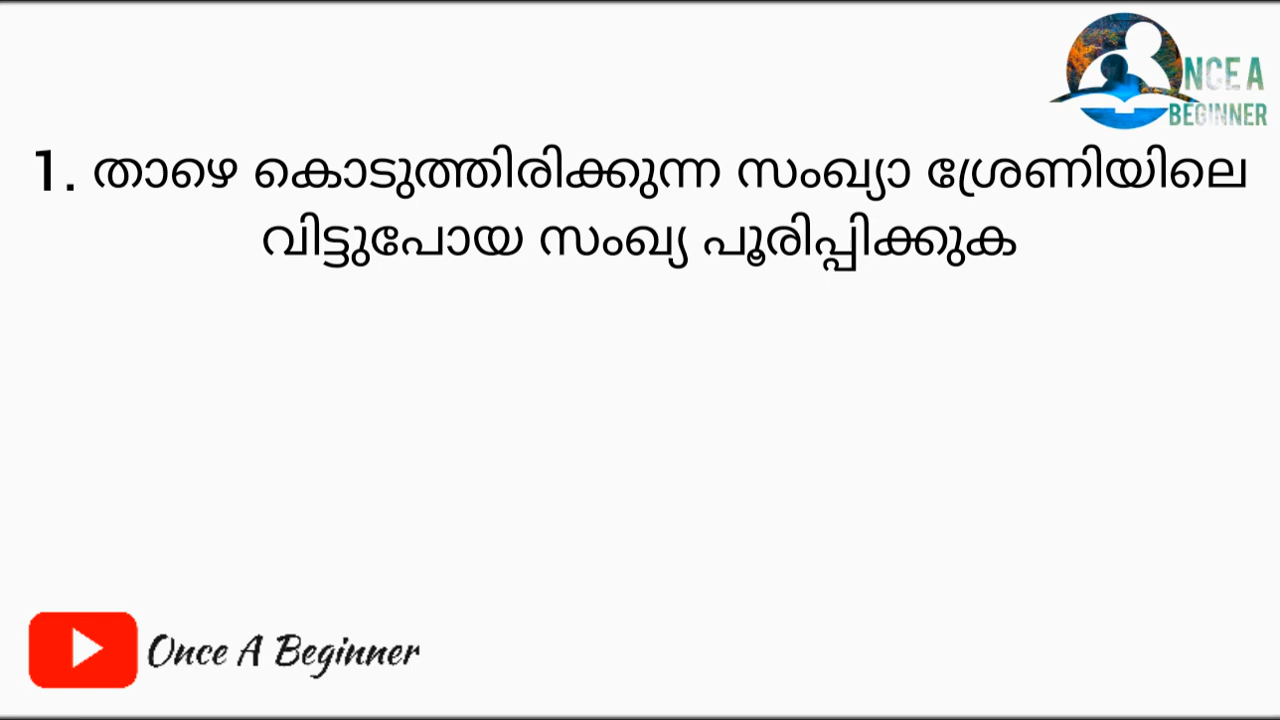 NCE A
BEGINNER
1. താഴെ കൊടുത്തിരിക്കുന്ന സംഖ്യാ ശ്രേണിയിലെ
വിട്ടുപോയ സംഖ്യ പൂരിപ്പിക്കുക
Once A Beginner